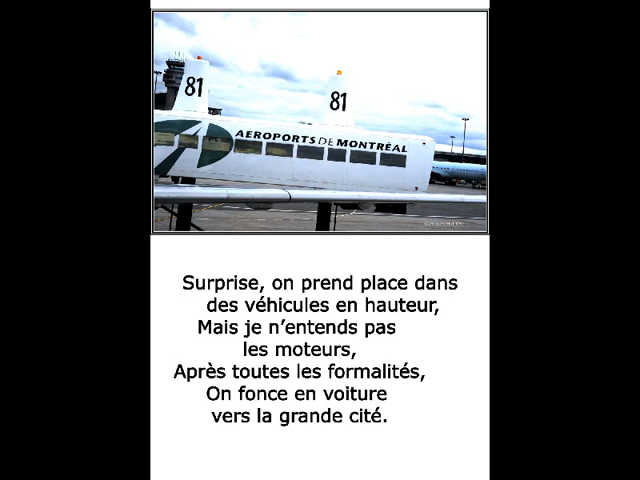 81
81
AEROPORTS DE MONTRÉAL
Surprise, on prend place dans
des véhicules en hauteur,
Mais je n'entends pas
les moteurs,
Après toutes les formalités,
On fonce en voiture
vers la grande cité.